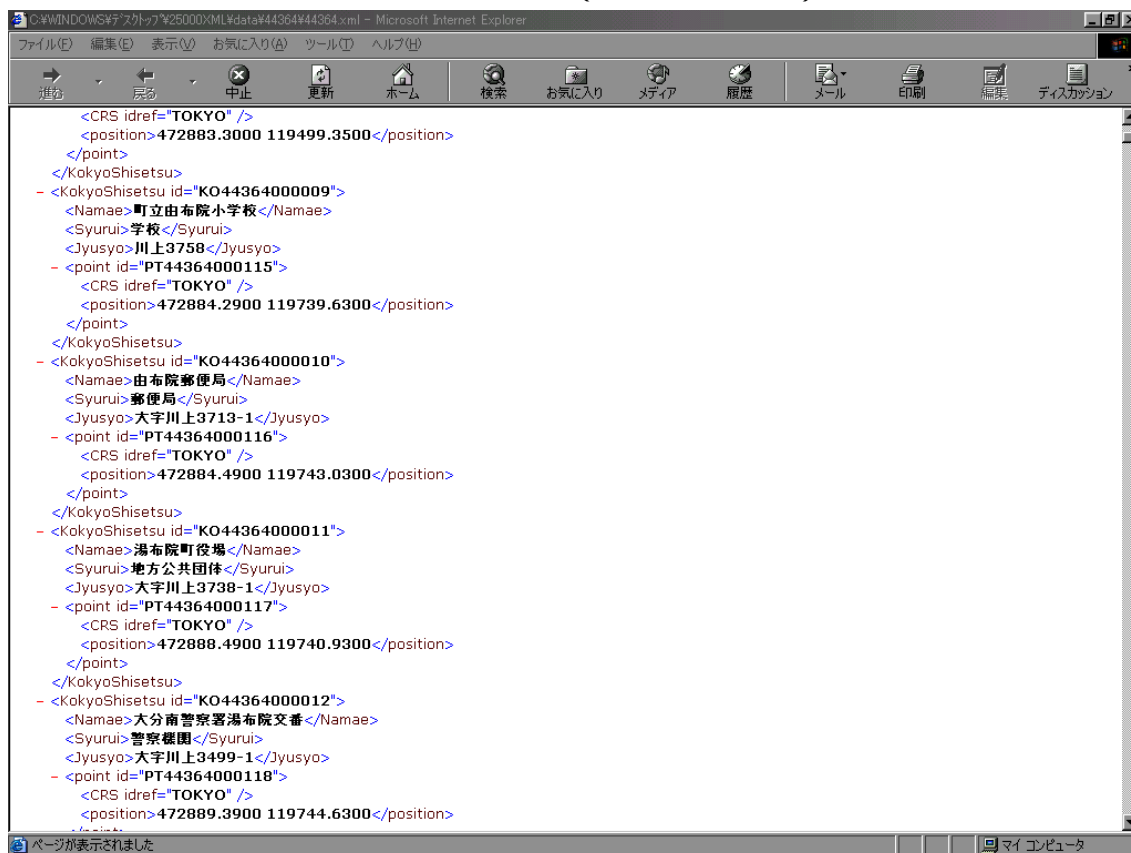 C:¥WINDOWS¥ﾃﾞｽｸﾄｯﾌﾟ¥25000XML¥data¥44364¥44364.xml - Microsoft Internet Explorer
ファイル(F) 編集(E) 表示(V) お気に入り(A) ツール(T) ヘルプ(H)
進む 戻る 中止 更新 ホーム 検索 お気に入り メディア 履歴 メール 印刷 編集 ディスカッション
<CRS idref="TOKYO" />
<position>472883.3000 119499.3500</position>
</point>
</KokyoShisetsu>
- <KokyoShisetsu id="KO44364000009">
<Namae>町立由布院小学校</Namae>
<Syurui>学校</Syurui>
<Jyusyo>川上3758</Jyusyo>
- <point id="PT44364000115">
<CRS idref="TOKYO" />
<position>472884.2900 119739.6300</position>
</point>
</KokyoShisetsu>
- <KokyoShisetsu id="KO44364000010">
<Namae>由布院郵便局</Namae>
<Syurui>郵便局</Syurui>
<Jyusyo>大字川上3713-1</Jyusyo>
- <point id="PT44364000116">
<CRS idref="TOKYO" />
<position>472884.4900 119743.0300</position>
</point>
</KokyoShisetsu>
- <KokyoShisetsu id="KO44364000011">
<Namae>湯布院町役場</Namae>
<Syurui>地方公共団体</Syurui>
<Jyusyo>大字川上3738-1</Jyusyo>
- <point id="PT44364000117">
<CRS idref="TOKYO" />
<position>472888.4900 119740.9300</position>
</point>
</KokyoShisetsu>
- <KokyoShisetsu id="KO44364000012">
<Namae>大分南警察署湯布院交番</Namae>
<Syurui>警察機関</Syurui>
<Jyusyo>大字川上3499-1</Jyusyo>
- <point id="PT44364000118">
<CRS idref="TOKYO" />
<position>472889.3900 119744.6300</position>
ページが表示されました マイ コンピュータ